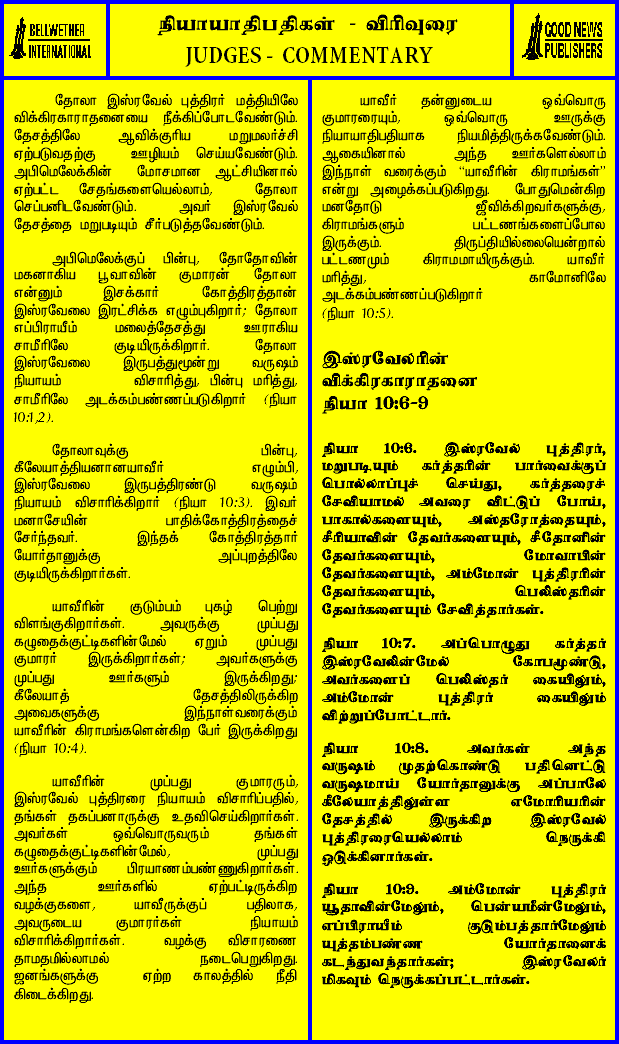 BELLWETHER
INTERNATIONAL
நியாயாதிபதிகள் - விரிவுரை
JUDGES - COMMENTARY
GOOD NEWS
PUBLISHERS
தோலா இஸ்ரவேல் புத்திரர் மத்தியிலே
விக்கிரகாராதனையை நீக்கிப்போடவேண்டும்.
தேசத்திலே ஆவிக்குரிய மறுமலர்ச்சி
ஏற்படுவதற்கு ஊழியம் செய்யவேண்டும்.
அபிமெலேக்கின் மோசமான ஆட்சியினால்
ஏற்பட்ட சேதங்களையெல்லாம், தோலா
செப்பனிடவேண்டும். அவர் இஸ்ரவேல்
தேசத்தை மறுபடியும் சீர்படுத்தவேண்டும்.
அபிமெலேக்குப் பின்பு, தோதோவின்
மகனாகிய பூவாவின் குமாரன் தோலா
என்னும் இசக்கார் கோத்திரத்தான்
இஸ்ரவேலை இரட்சிக்க எழும்புகிறார்; தோலா
எப்பிராயீம் மலைத்தேசத்து ஊராகிய
சாமீரிலே குடியிருக்கிறார். தோலா
இஸ்ரவேலை இருபத்துமூன்று வருஷம்
நியாயம் விசாரித்து, பின்பு மரித்து,
சாமீரிலே அடக்கம்பண்ணப்படுகிறார் (நியா
10:1,2).
தோலாவுக்கு பின்பு,
கீலேயாத்தியனானயாவீர் எழும்பி,
இஸ்ரவேலை இருபத்திரண்டு வருஷம்
நியாயம் விசாரிக்கிறார் (நியா 10:3). இவர்
மனாசேயின் பாதிக்கோத்திரத்தைச்
சேர்ந்தவர். இந்தக் கோத்திரத்தார்
யோர்தானுக்கு அப்புறத்திலே
குடியிருக்கிறார்கள்.
யாவீரின் குடும்பம் புகழ் பெற்று
விளங்குகிறார்கள். அவருக்கு முப்பது
கழுதைக்குட்டிகளின்மேல் ஏறும் முப்பது
குமாரர் இருக்கிறார்கள்; அவர்களுக்கு
முப்பது ஊர்களும் இருக்கிறது;
கீலேயாத் தேசத்திலிருக்கிற
அவைகளுக்கு இந்நாள்வரைக்கும்
யாவீரின் கிராமங்களென்கிற பேர் இருக்கிறது
(நியா 10:4).
யாவீரின் முப்பது குமாரரும்,
இஸ்ரவேல் புத்திரரை நியாயம் விசாரிப்பதில்,
தங்கள் தகப்பனாருக்கு உதவிசெய்கிறார்கள்.
அவர்கள் ஒவ்வொருவரும் தங்கள்
கழுதைக்குட்டிகளின்மேல், முப்பது
ஊர்களுக்கும் பிரயாணம்பண்ணுகிறார்கள்.
அந்த ஊர்களில் ஏற்பட்டிருக்கிற
வழக்குகளை, யாவீருக்குப் பதிலாக,
அவருடைய குமாரர்கள் நியாயம்
விசாரிக்கிறார்கள். வழக்கு விசாரணை
தாமதமில்லாமல் நடைபெறுகிறது.
ஜனங்களுக்கு ஏற்ற காலத்தில் நீதி
கிடைக்கிறது.
யாவீர் தன்னுடைய ஒவ்வொரு
குமாரரையும், ஒவ்வொரு ஊருக்கு
நியாயாதிபதியாக நியமித்திருக்கவேண்டும்.
ஆகையினால் அந்த ஊர்களெல்லாம்
இந்நாள் வரைக்கும் “யாவீரின் கிராமங்கள்”
என்று அழைக்கப்படுகிறது. போதுமென்கிற
மனதோடு ஜீவிக்கிறவர்களுக்கு,
கிராமங்களும் பட்டணங்களைப்போல
இருக்கும். திருப்தியில்லையென்றால்
பட்டணமும் கிராமமாயிருக்கும். யாவீர்
மரித்து, காமோனிலே
அடக்கம்பண்ணப்படுகிறார்
(நியா 10:5).
இஸ்ரவேலரின்
விக்கிரகாராதனை
நியா 10:6-9
நியா 10:6. இஸ்ரவேல் புத்திரர்,
மறுபடியும் கர்த்தரின் பார்வைக்குப்
பொல்லாப்புச் செய்து, கர்த்தரைச்
சேவியாமல் அவரை விட்டுப் போய்,
பாகால்களையும், அஸ்தரோத்தையும்,
சீரியாவின் தேவர்களையும், சீதோனின்
தேவர்களையும், மோவாபின்
தேவர்களையும், அம்மோன் புத்திரரின்
தேவர்களையும், பெலிஸ்தரின்
தேவர்களையும் சேவித்தார்கள்.
நியா 10:7. அப்பொழுது கர்த்தர்
இஸ்ரவேலின்மேல் கோபமூண்டு,
அவர்களைப் பெலிஸ்தர் கையிலும்,
அம்மோன் புத்திரர் கையிலும்
விற்றுப்போட்டார்.
நியா 10:8. அவர்கள் அந்த
வருஷம் முதற்கொண்டு பதினெட்டு
வருஷமாய் யோர்தானுக்கு அப்பாலே
கீலேயாத்திலுள்ள எமோரியரின்
தேசத்தில் இருக்கிற இஸ்ரவேல்
புத்திரரையெல்லாம் நெருக்கி
ஒடுக்கினார்கள்.
நியா 10:9. அம்மோன் புத்திரர்
யூதாவின்மேலும், பென்யமீன்மேலும்,
எப்பிராயீம் குடும்பத்தார்மேலும்
யுத்தம்பண்ண யோர்தானைக்
கடந்துவந்தார்கள்; இஸ்ரவேலர்
மிகவும் நெருக்கப்பட்டார்கள்.